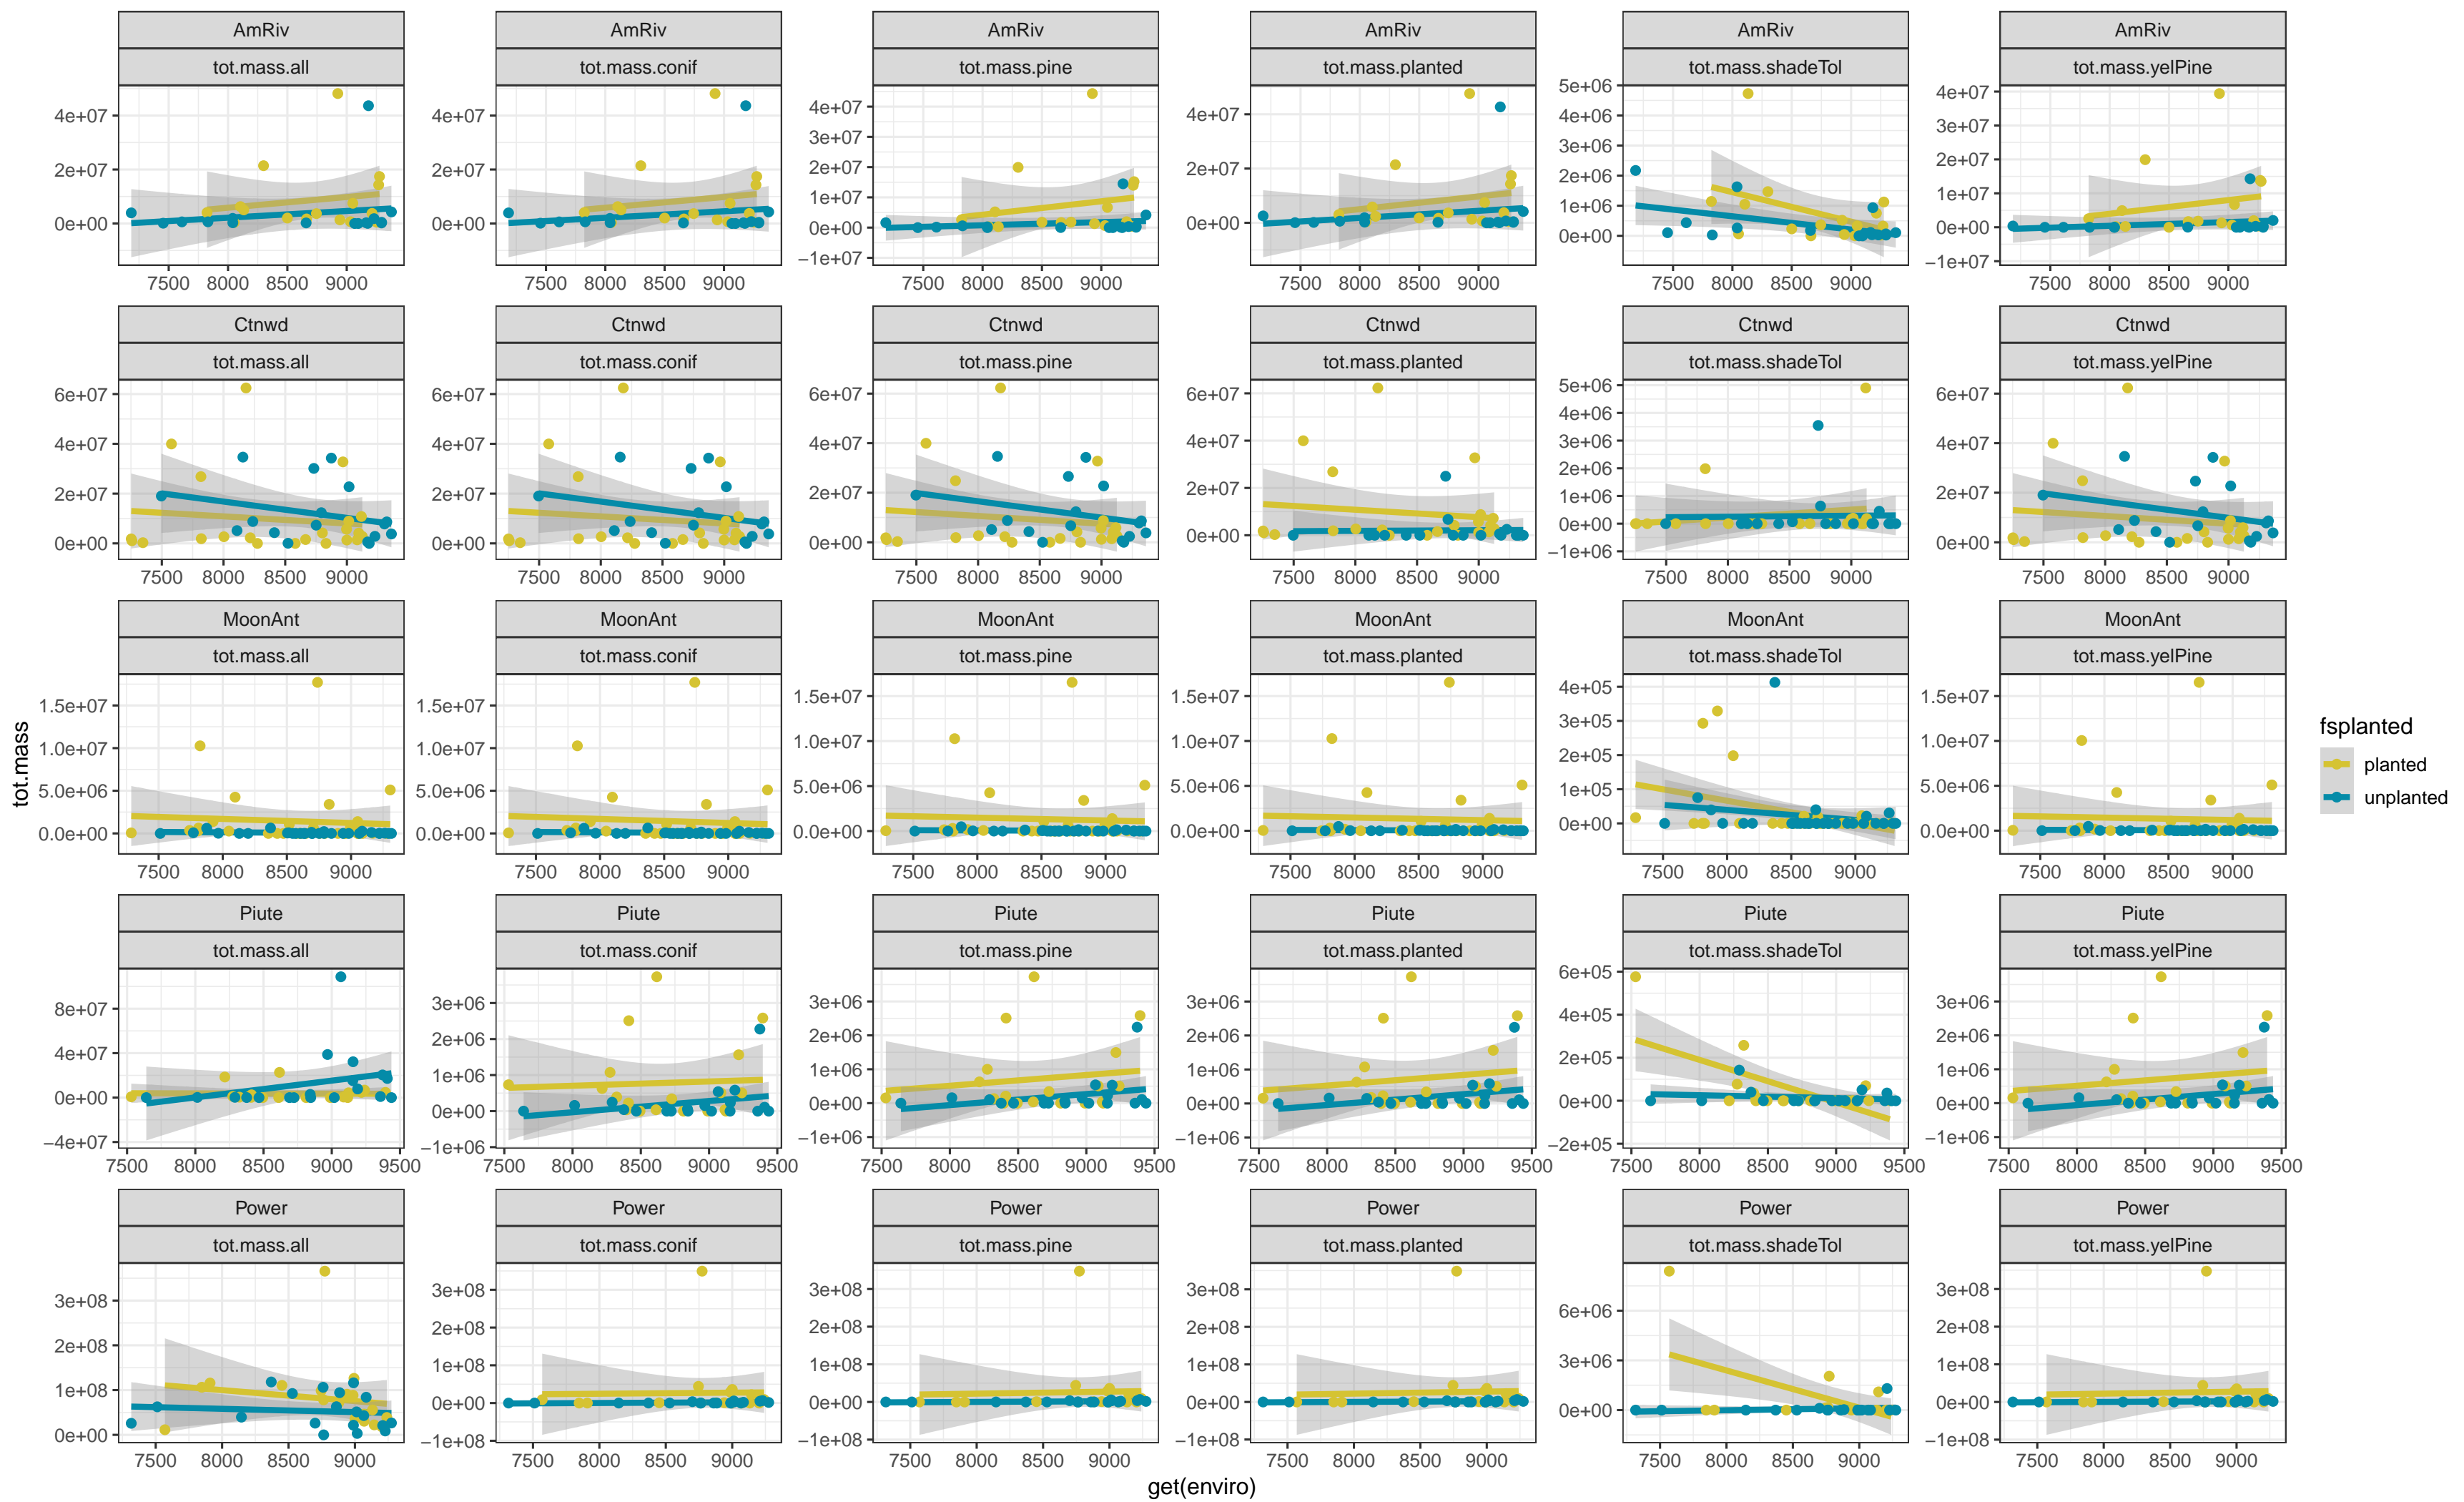 AmRiv AmRiv AmRiv AmRiv AmRiv AmRiv
tot.mass.all tot.mass.conif tot.mass.pine tot.mass.planted tot.mass.shadeTol tot.mass.yelPine
4e+07 2e+07 0e+00
4e+07 2e+07 0e+00
4e+07 3e+07 2e+07 1e+07 0e+00 −1e+07
4e+07 2e+07 0e+00
5e+06 4e+06 3e+06 2e+06 1e+06 0e+00
4e+07 3e+07 2e+07 1e+07 0e+00 −1e+07
7500 8000 8500 9000 7500 8000 8500 9000 7500 8000 8500 9000 7500 8000 8500 9000 7500 8000 8500 9000 7500 8000 8500 9000
Ctnwd Ctnwd Ctnwd Ctnwd Ctnwd Ctnwd
tot.mass.all tot.mass.conif tot.mass.pine tot.mass.planted tot.mass.shadeTol tot.mass.yelPine
6e+07 4e+07 2e+07 0e+00
6e+07 4e+07 2e+07 0e+00
6e+07 4e+07 2e+07 0e+00
6e+07 4e+07 2e+07 0e+00
5e+06 4e+06 3e+06 2e+06 1e+06 0e+00 −1e+06
6e+07 4e+07 2e+07 0e+00
7500 8000 8500 9000 7500 8000 8500 9000 7500 8000 8500 9000 7500 8000 8500 9000 7500 8000 8500 9000 7500 8000 8500 9000
MoonAnt MoonAnt MoonAnt MoonAnt MoonAnt MoonAnt
tot.mass.all tot.mass.conif tot.mass.pine tot.mass.planted tot.mass.shadeTol tot.mass.yelPine
1.5e+07 1.0e+07 5.0e+06 0.0e+00
1.5e+07 1.0e+07 5.0e+06 0.0e+00
1.5e+07 1.0e+07 5.0e+06 0.0e+00
1.5e+07 1.0e+07 5.0e+06 0.0e+00
4e+05 3e+05 2e+05 1e+05 0e+00
1.5e+07 1.0e+07 5.0e+06 0.0e+00
7500 8000 8500 9000 7500 8000 8500 9000 7500 8000 8500 9000 7500 8000 8500 9000 7500 8000 8500 9000 7500 8000 8500 9000
Piute Piute Piute Piute Piute Piute
tot.mass.all tot.mass.conif tot.mass.pine tot.mass.planted tot.mass.shadeTol tot.mass.yelPine
8e+07 4e+07 0e+00 −4e+07
3e+06 2e+06 1e+06 0e+00 −1e+06
3e+06 2e+06 1e+06 0e+00 −1e+06
3e+06 2e+06 1e+06 0e+00 −1e+06
6e+05 4e+05 2e+05 0e+00 −2e+05
3e+06 2e+06 1e+06 0e+00 −1e+06
7500 8000 8500 9000 9500 7500 8000 8500 9000 9500 7500 8000 8500 9000 9500 7500 8000 8500 9000 9500 7500 8000 8500 9000 9500 7500 8000 8500 9000 9500
Power Power Power Power Power Power
tot.mass.all tot.mass.conif tot.mass.pine tot.mass.planted tot.mass.shadeTol tot.mass.yelPine
3e+08 2e+08 1e+08 0e+00
3e+08 2e+08 1e+08 0e+00 −1e+08
3e+08 2e+08 1e+08 0e+00 −1e+08
3e+08 2e+08 1e+08 0e+00 −1e+08
6e+06 3e+06 0e+00
3e+08 2e+08 1e+08 0e+00 −1e+08
7500 8000 8500 9000 7500 8000 8500 9000 7500 8000 8500 9000 7500 8000 8500 9000 7500 8000 8500 9000 7500 8000 8500 9000
get(enviro)
tot.mass
fsplanted
planted
unplanted